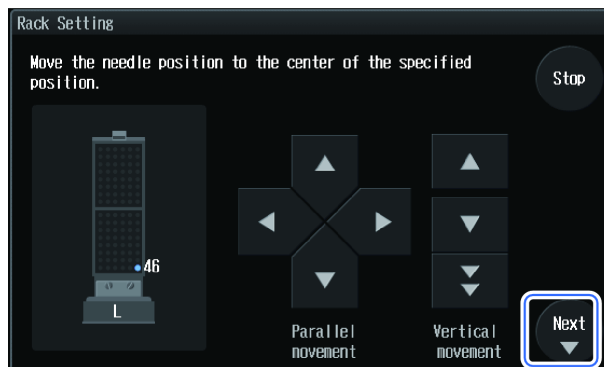 Rack Setting
Move the needle position to the center of the specified
position.
Stop
46
L
Parallel
movement
Vertical
movement
Next